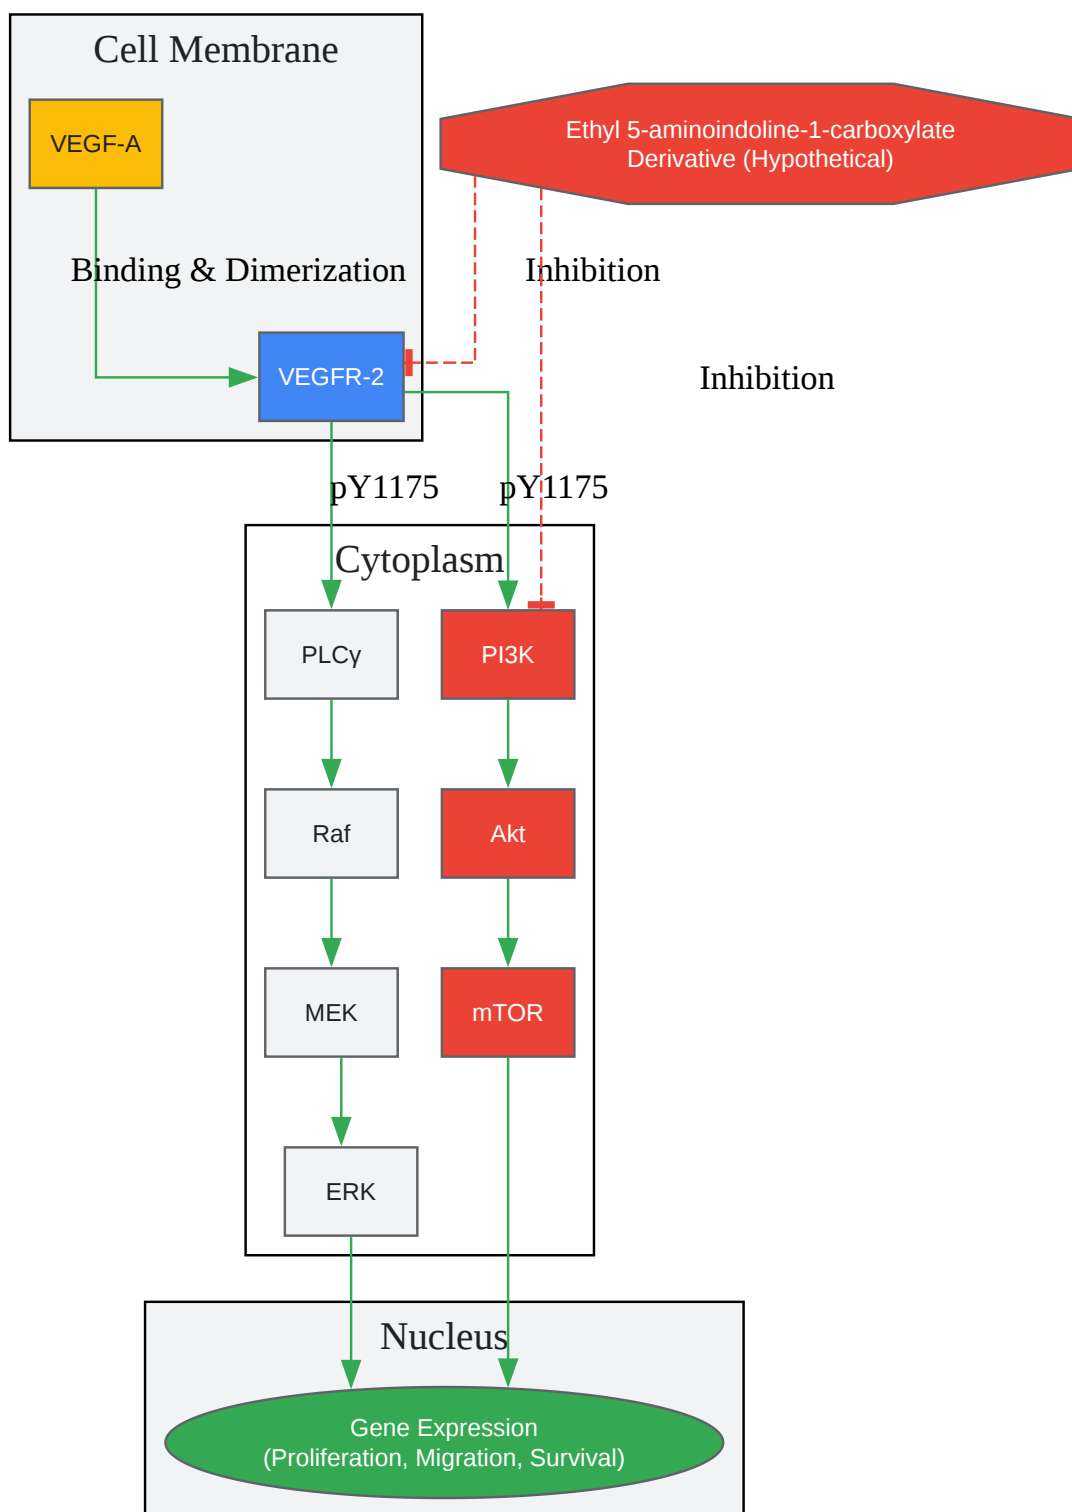 Cell Membrane
VEGF-A
Ethyl 5-aminoindoline-1-carboxylate
Derivative (Hypothetical)
Binding & Dimerization
Inhibition
VEGFR-2
Inhibition
pY1175
pY1175
Cytoplasm
PLCγ
PI3K
Raf
Akt
MEK
mTOR
ERK
Nucleus
Gene Expression
(Proliferation, Migration, Survival)